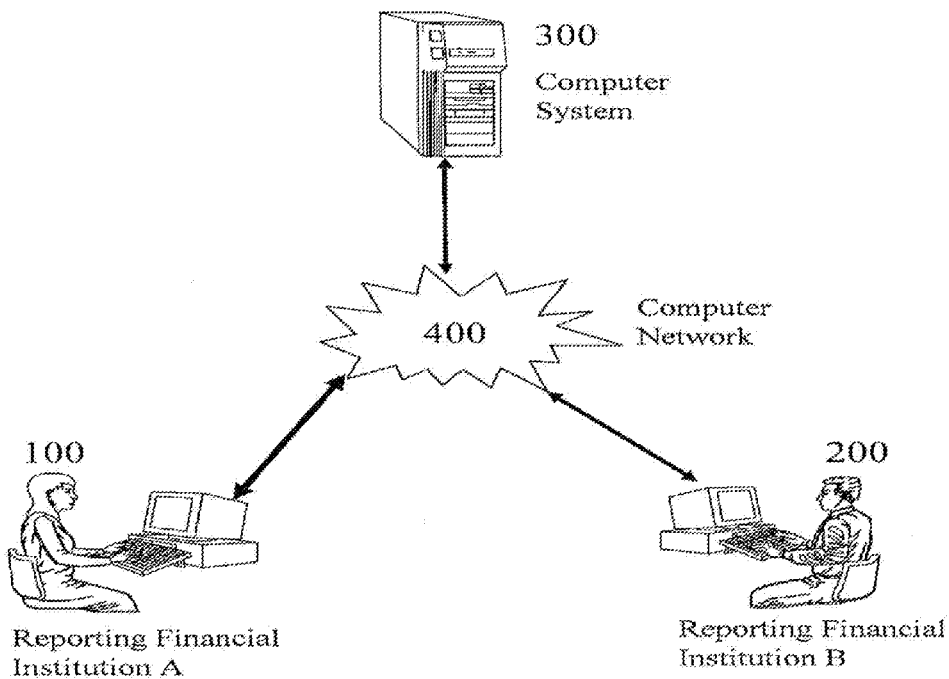 300
Computer
System
400
Computer
Network
100
200
Reporting Financial
Institution A
Reporting Financial
Institution B